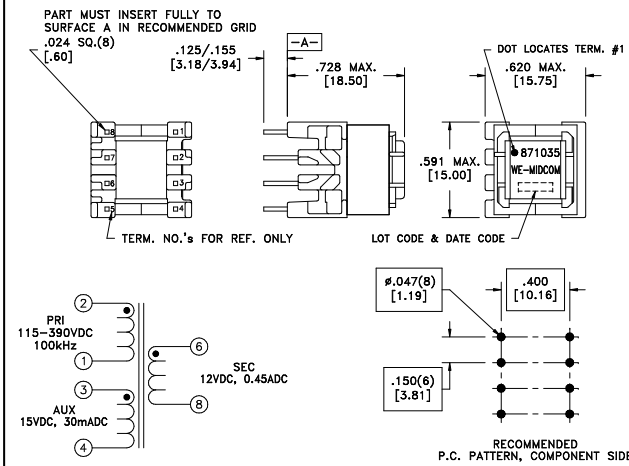 PART MUST INSERT FULLY TO
SURFACE A IN RECOMMENDED GRID
.024 SQ.(8)
[.60]
.125/.155
[3.18/3.94]
-A-
.728 MAX.
[18.50]
DOT LOCATES TERM. #1
.620 MAX.
[15.75]
8
1
7
2
6
3
5
4
.591 MAX.
[15.00]
871035
WE-MIDCOM
TERM. NO.'s FOR REF. ONLY
LOT CODE & DATE CODE
2
PRI
115-390VDC
100kHz
1
3
AUX
15VDC, 30mADC
4
6
SEC
12VDC, 0.45ADC
8
ø.047(8)
[1.19]
.400
[10.16]
.150(6)
[3.81]
RECOMMENDED
P.C. PATTERN, COMPONENT SIDE